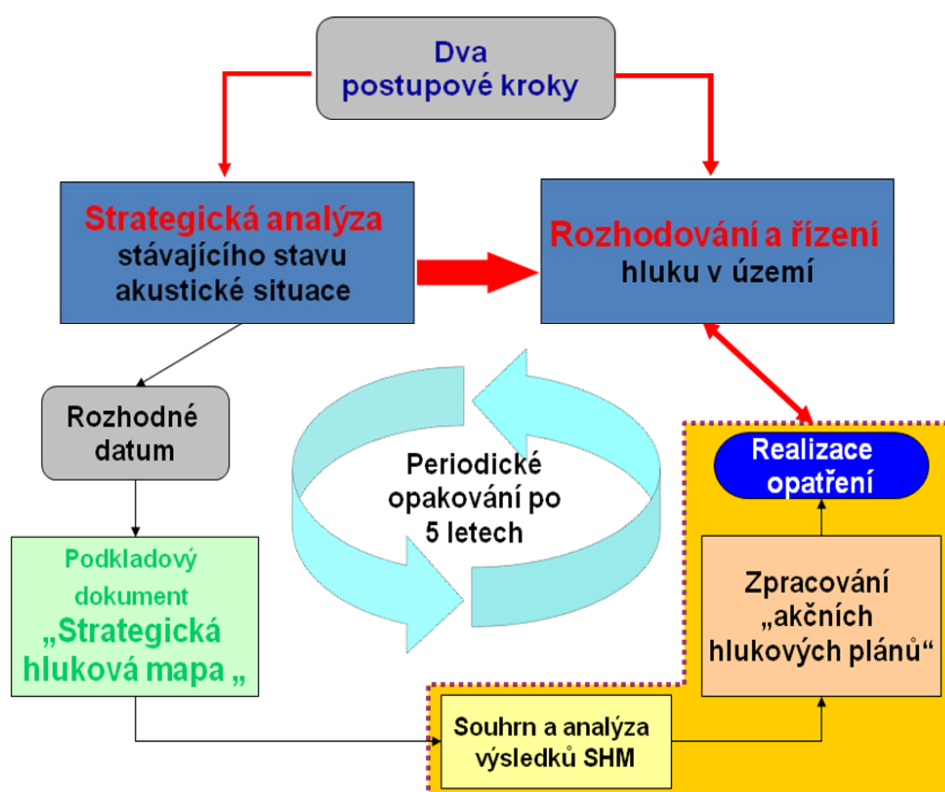 Dva
postupové kroky
Strategická analýza
stávajícího stavu
akustické situace
Rozhodování a řízení
hluku v území
Rozhodné
datum
Periodické
opakování po
5 letech
Realizace
opatření
Podkladový
dokument
„Strategická
hluková mapa „
Zpracování
„akčních
hlukových plánů“
Souhrn a analýza
výsledků SHM